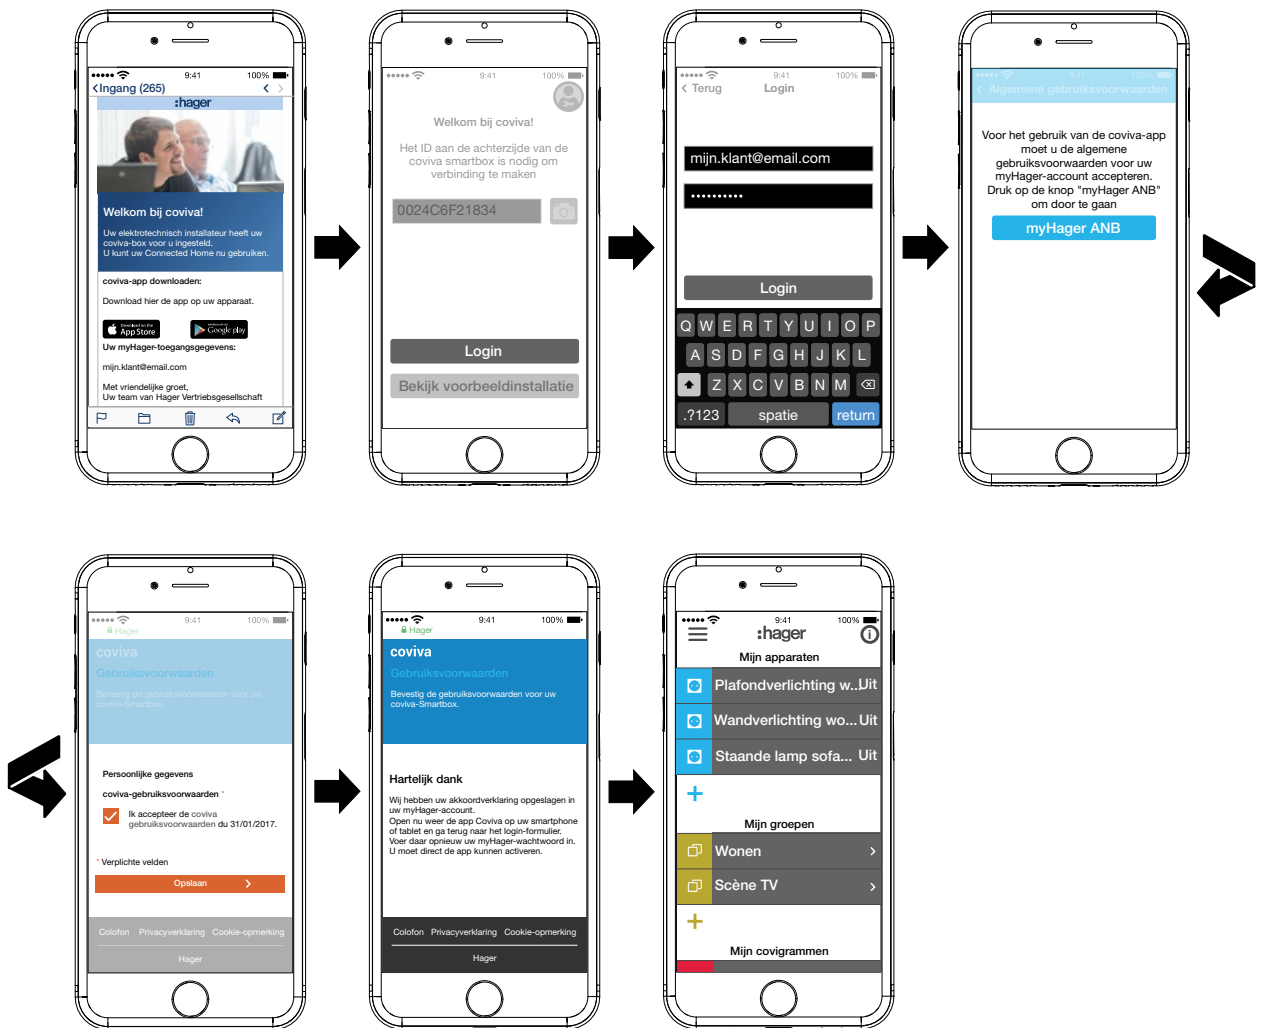 9:41
100%
Ingang (265)
:hager
Welkom bij coviva!
Uw elektrotechnisch installateur heeft uw
coviva-box voor u ingesteld.
U kunt uw Connected Home nu gebruiken.
coviva-app downloaden:
Download hier de app op uw apparaat.
Download on the
App Store
Google play
Uw myHager-toegangsgegevens:
mijn.klant@email.com
Met vriendelijke groet,
Uw team van Hager Vertriebsgesellschaft
9:41
100%
Welkom bij coviva!
Het ID aan de achterzijde van de
coviva smartbox is nodig om
verbinding te maken
0024C6F21834
Login
Bekijk voorbeeldinstallatie
9:41
100%
Terug
Login
mijn.klant@email.com
Login
Q W E R T Y U I O P
A S D F G H J K L
Z X C V B N M
.?123
spatie
return
9:41
100%
Algemene gebruiksvoorwaarden
Voor het gebruik van de coviva-app
moet u de algemene
gebruiksvoorwaarden voor uw
myHager-account accepteren.
Druk op de knop "myHager ANB"
om door te gaan
myHager ANB
9:41
100%
Hager
coviva
Gebruiksvoorwaarden
Bevestig de gebruiksvoorwaarden voor uw
coviva-Smartbox.
Persoonlijke gegevens
coviva-gebruiksvoorwaarden *
Ik accepteer de coviva
gebruiksvoorwaarden du 31/01/2017.
* Verplichte velden
Opslaan
Colofon Privacyverklaring Cookie-opmerking
Hager
9:41
100%
Hager
coviva
Gebruiksvoorwaarden
Bevestig de gebruiksvoorwaarden voor uw
coviva-Smartbox.
Hartelijk dank
Wij hebben uw akkoordverklaring opgeslagen in
uw myHager-account.
Open nu weer de app Coviva op uw smartphone
of tablet en ga terug naar het login-formulier.
Voer daar opnieuw uw myHager-wachtwoord in.
U moet direct de app kunnen activeren.
Colofon Privacyverklaring Cookie-opmerking
Hager
9:41
100%
:hager
Mijn apparaten
Plafondverlichting w... Uit
Wandverlichting wo... Uit
Staande lamp sofa... Uit
Mijn groepen
Wonen
Scène TV
Mijn covigrammen